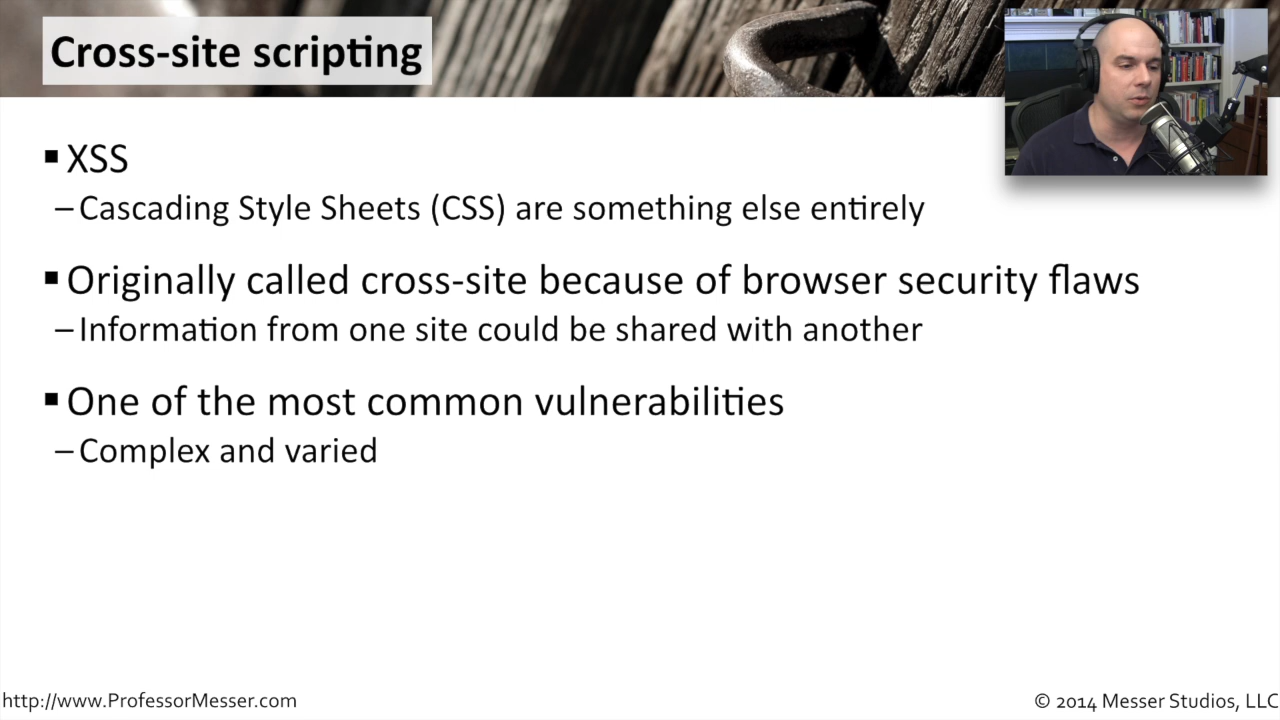 Cross-site scripting
▪ XSS
– Cascading Style Sheets (CSS) are something else entirely
▪ Originally called cross-site because of browser security flaws
– Information from one site could be shared with another
▪ One of the most common vulnerabilities
– Complex and varied
http://www.ProfessorMesser.com
© 2014 Messer Studios, LLC